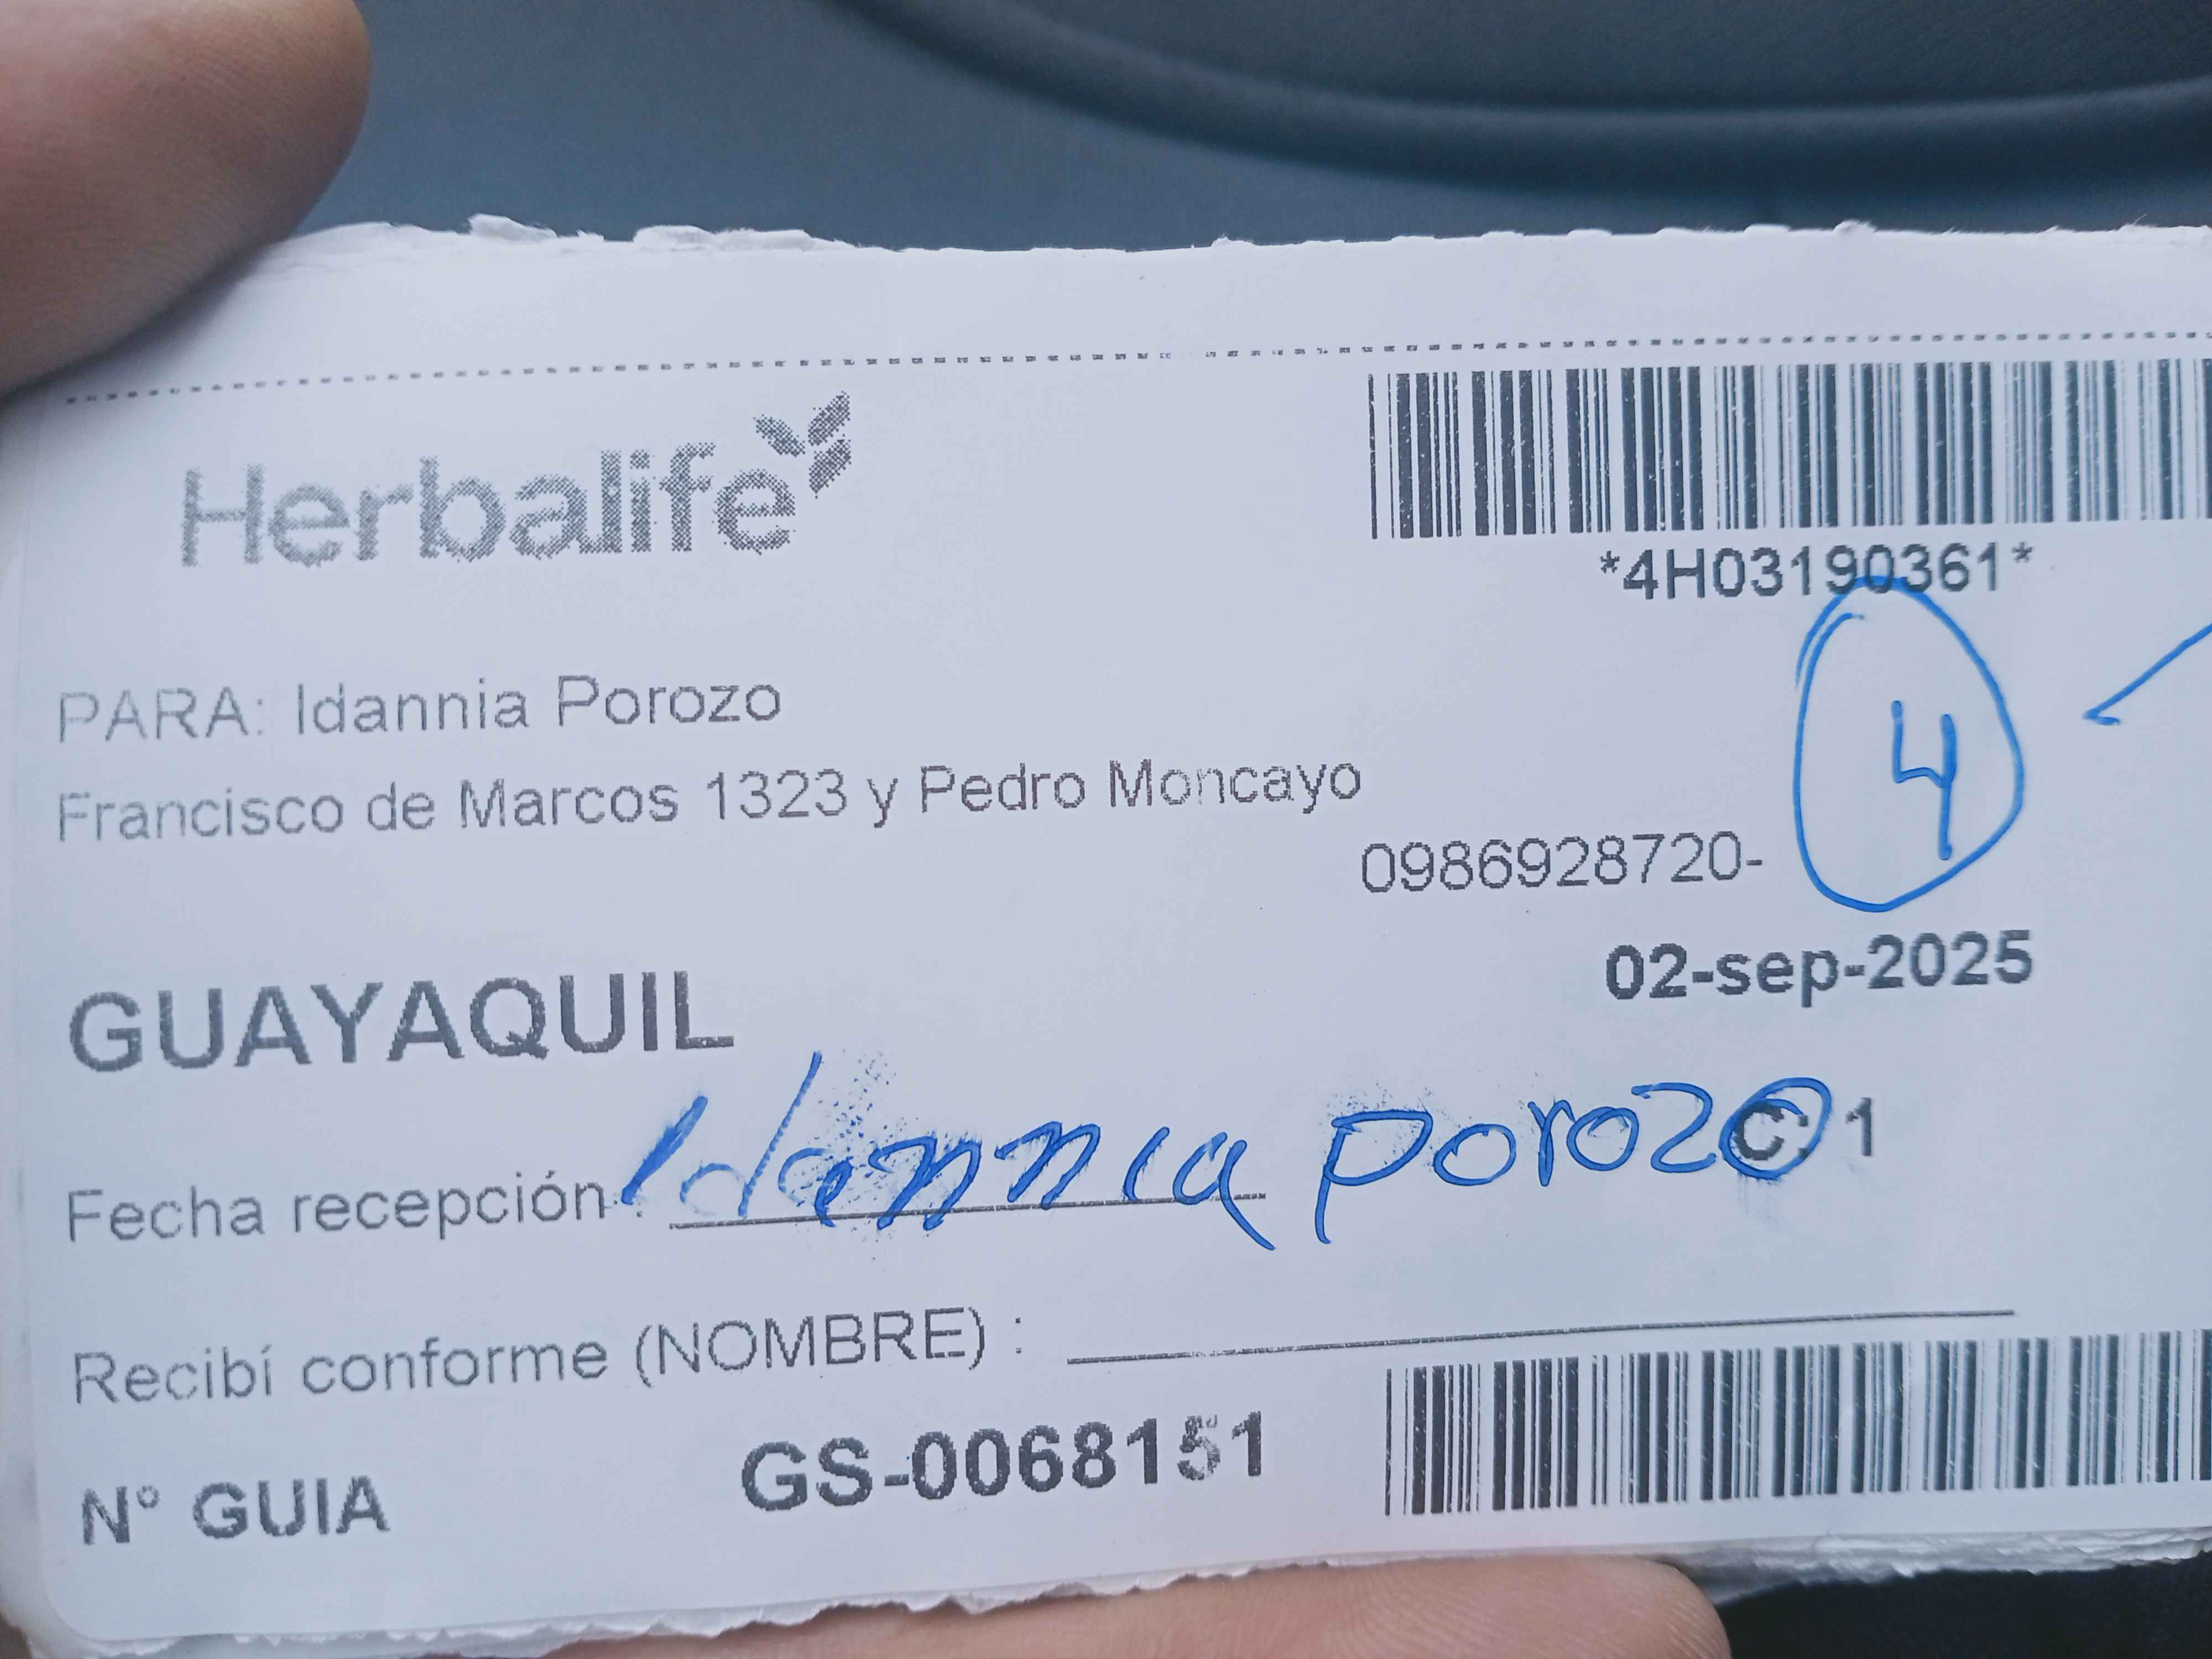 Herbalife
*4H03190361*
4
PARA: Idannia Porozo
Francisco de Marcos 1323 y Pedro Moncayo
0986928720-
02-sep-2025
GUAYAQUIL
C: 1
Fecha recepción : Idannia Porozo
Recibí conforme (NOMBRE) :
N° GUIA GS-0068151